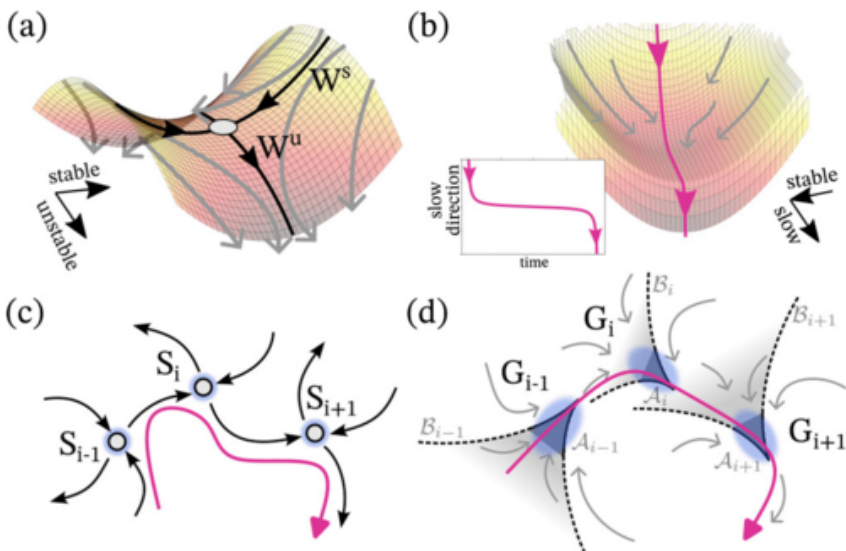 (a)
W^s
W^u
stable
unstable
(b)
slow
direction
time
stable
slow
(c)
S_i
S_{i-1}
S_{i+1}
(d)
B_i
G_i
B_{i+1}
G_{i-1}
A_i
B_{i-1}
A_{i-1}
G_{i+1}
A_{i+1}